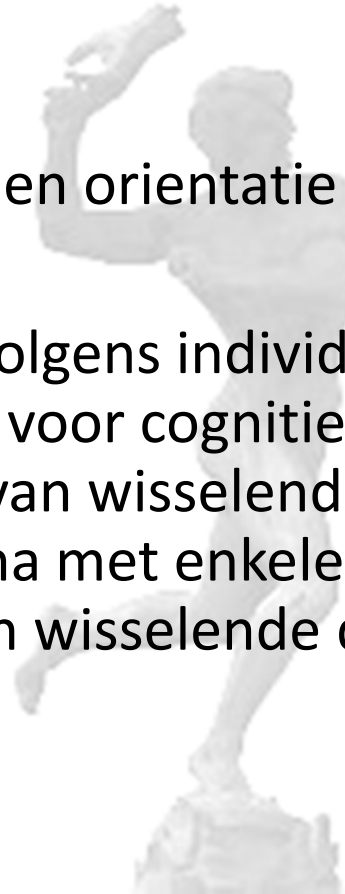 en orientatie
olgens individ
voor cognitie
van wisselend
na met enkele
n wisselende